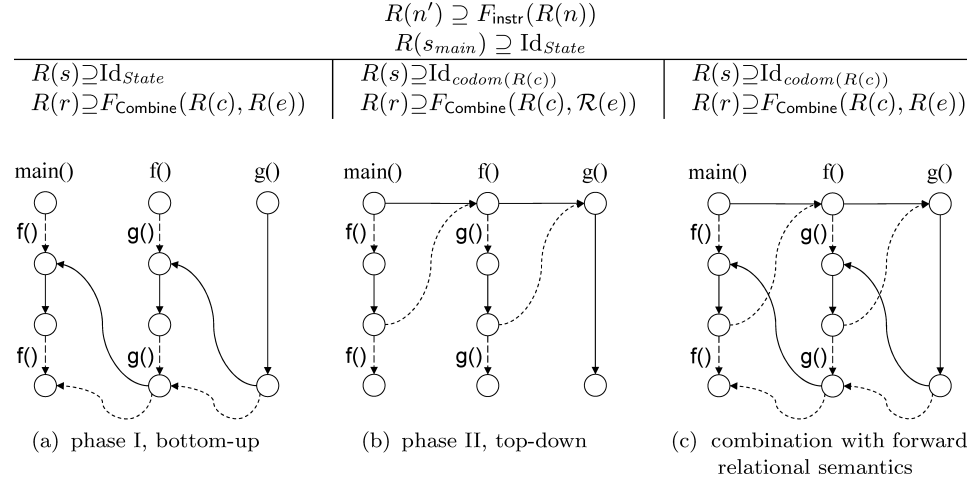 R(n′) ⊇ F_instr(R(n))
R(s_main) ⊇ Id_State
R(s)⊇Id_State
R(r)⊇F_Combine(R(c), R(e))
R(s)⊇Id_codom(R(c))
R(r)⊇F_Combine(R(c), ℛ(e))
R(s)⊇Id_codom(R(c))
R(r)⊇F_Combine(R(c), R(e))
main() f() g()
f() g()
f() g()
(a) phase I, bottom-up
main() f() g()
f() g()
f() g()
(b) phase II, top-down
main() f() g()
f() g()
f() g()
(c) combination with forward
relational semantics